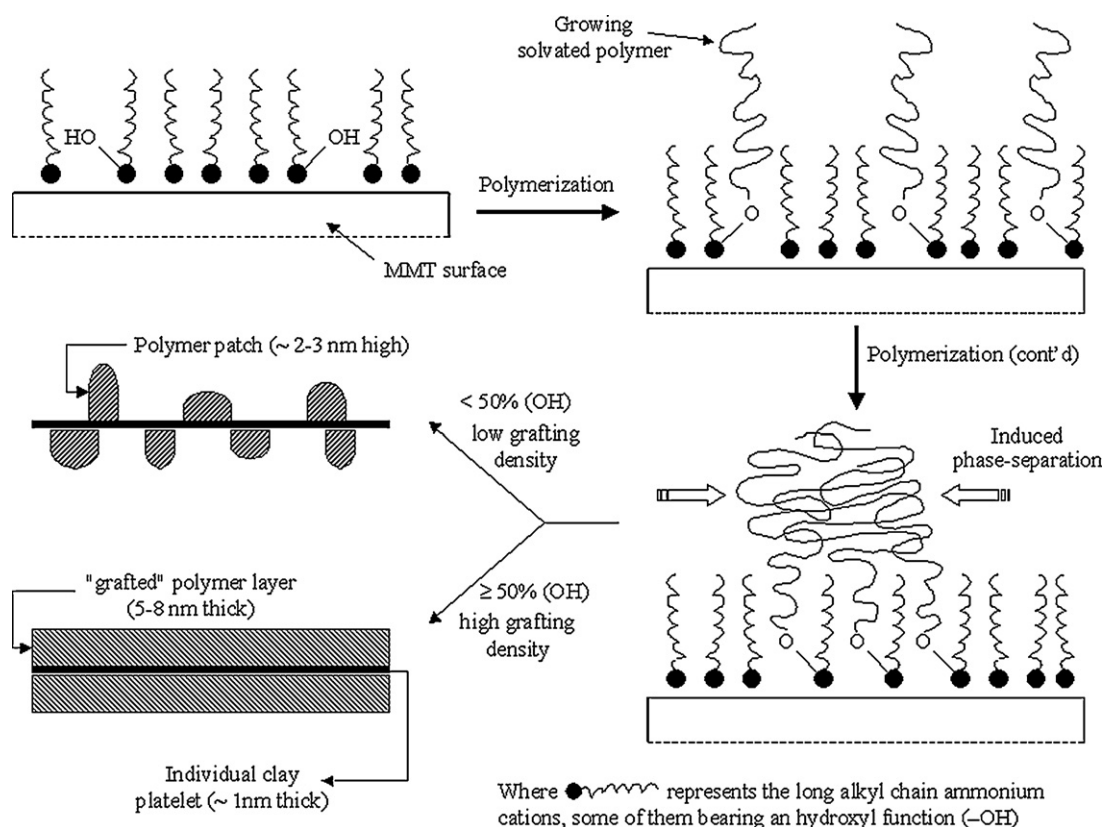 Growing
solvated polymer
HO
OH
Polymerization
MMT surface
Polymer patch (~ 2-3 nm high)
Polymerization (cont'd)
< 50% (OH)
low grafting
density
Induced
phase-separation
"grafted" polymer layer
(5-8 nm thick)
≥ 50% (OH)
high grafting
density
Individual clay
platelet (~ 1nm thick)
Where represents the long alkyl chain ammonium
cations, some of them bearing an hydroxyl function (–OH)